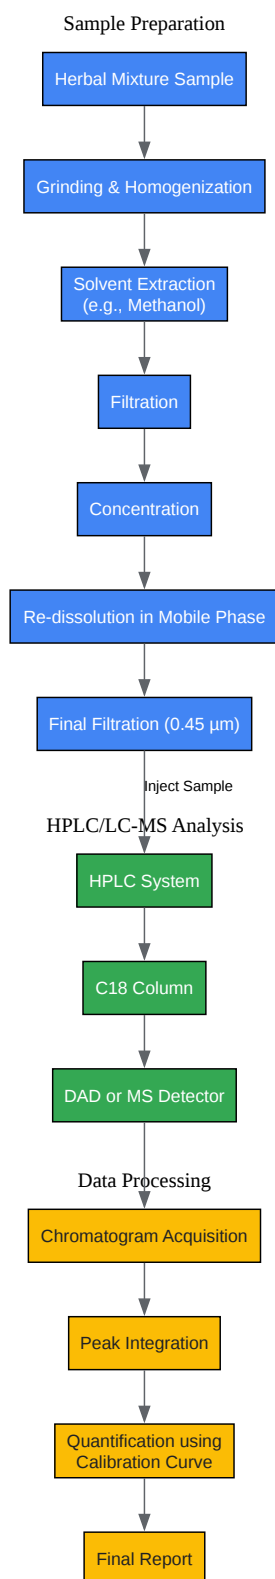 Sample Preparation
Herbal Mixture Sample
Grinding & Homogenization
Solvent Extraction
(e.g., Methanol)
Filtration
Concentration
Re-dissolution in Mobile Phase
Final Filtration (0.45 µm)
Inject Sample
HPLC/LC-MS Analysis
HPLC System
C18 Column
DAD or MS Detector
Data Processing
Chromatogram Acquisition
Peak Integration
Quantification using
Calibration Curve
Final Report